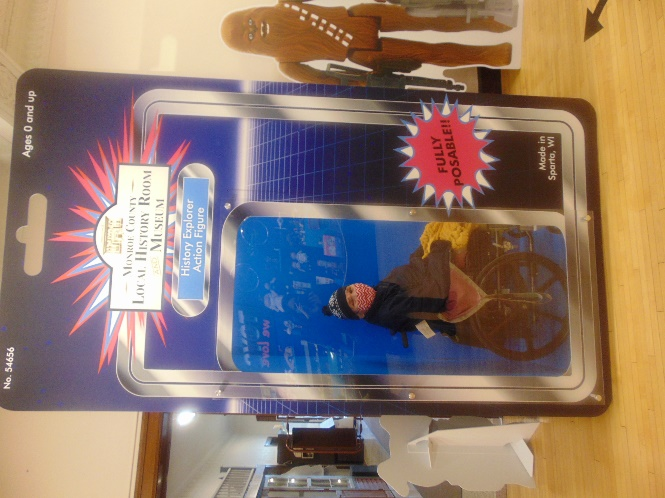 No. 54656
Ages 0 and up
MONROE COUNTY
LOCAL HISTORY ROOM
and
MUSEUM
History Explorer
Action Figure
FULLY
POSABLE!!
Made in
Sparta, WI